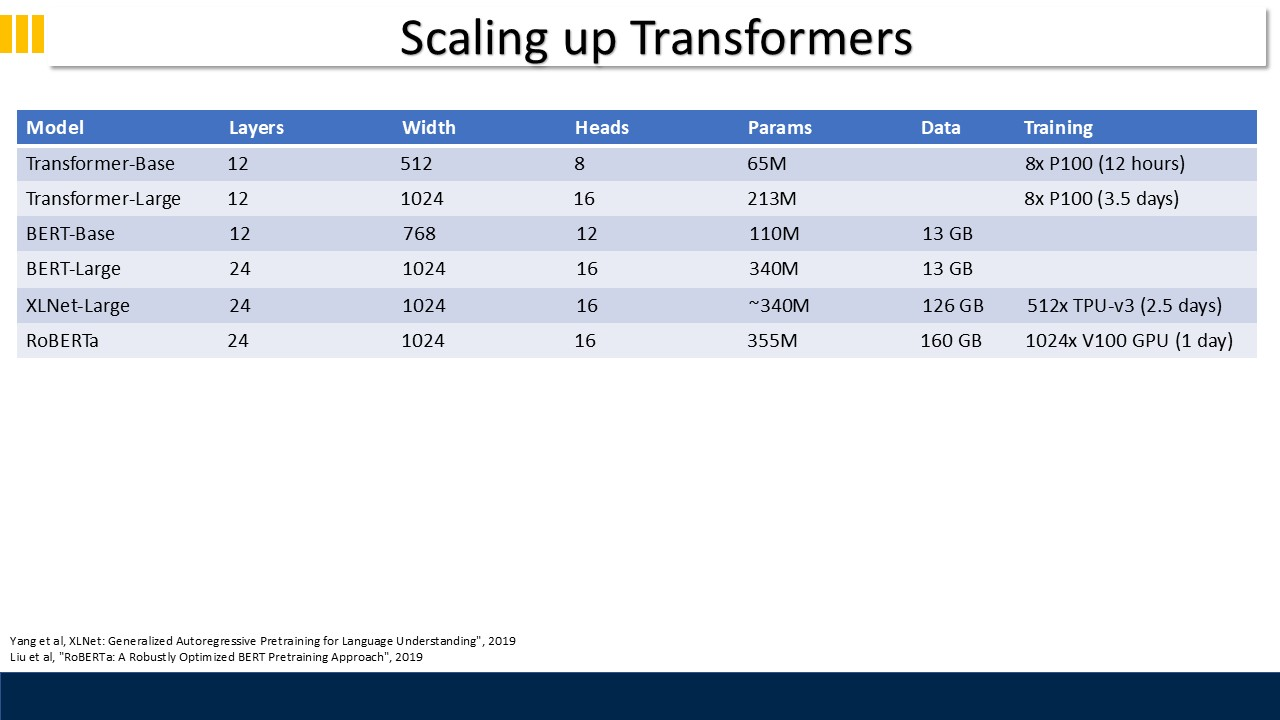 Scaling up Transformers
Model Layers Width Heads Params Data Training
Transformer-Base 12 512 8 65M 8x P100 (12 hours)
Transformer-Large 12 1024 16 213M 8x P100 (3.5 days)
BERT-Base 12 768 12 110M 13 GB
BERT-Large 24 1024 16 340M 13 GB
XLNet-Large 24 1024 16 ~340M 126 GB 512x TPU-v3 (2.5 days)
RoBERTa 24 1024 16 355M 160 GB 1024x V100 GPU (1 day)
Yang et al, XLNet: Generalized Autoregressive Pretraining for Language Understanding", 2019
Liu et al, "RoBERTa: A Robustly Optimized BERT Pretraining Approach", 2019